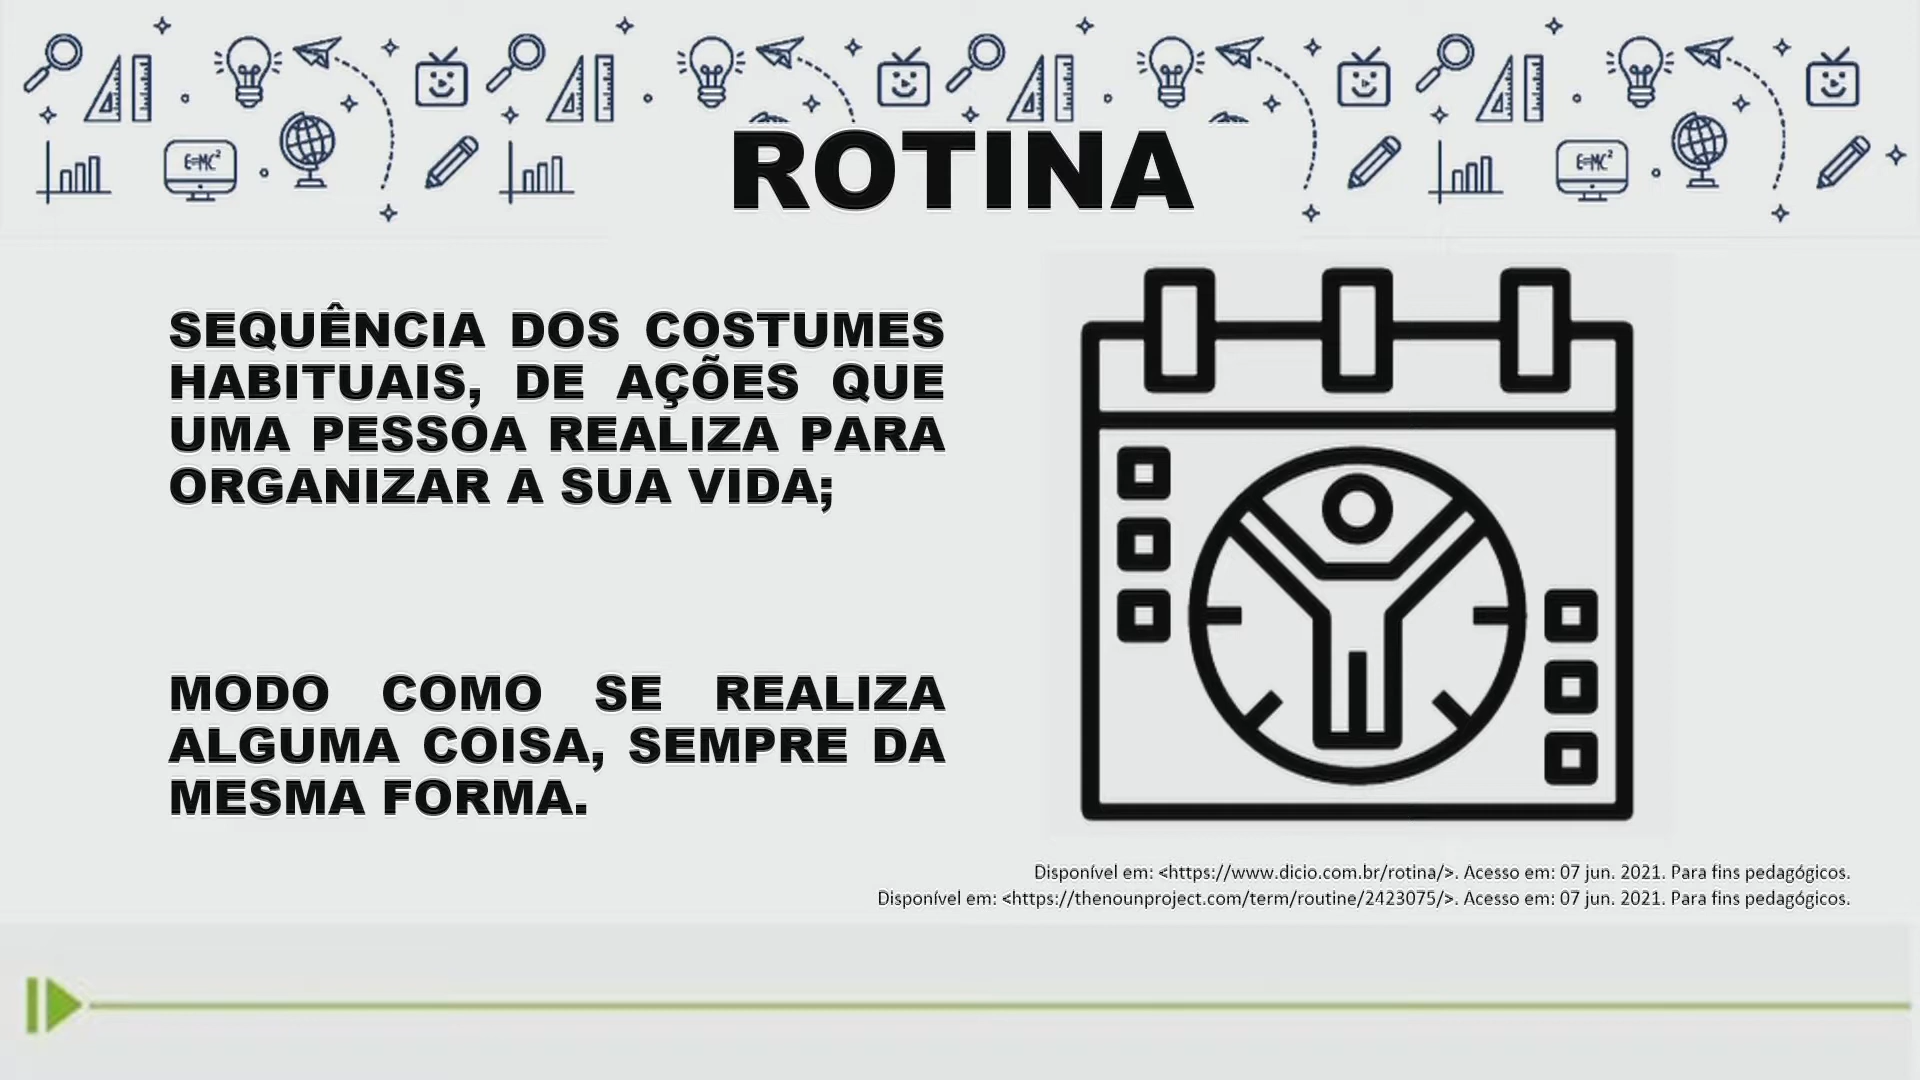 E=MC²
E=MC²
ROTINA
SEQUÊNCIA DOS COSTUMES
HABITUAIS, DE AÇÕES QUE
UMA PESSOA REALIZA PARA
ORGANIZAR A SUA VIDA;
MODO COMO SE REALIZA
ALGUMA COISA, SEMPRE DA
MESMA FORMA.
Disponível em: <https://www.dicio.com.br/rotina/>. Acesso em: 07 jun. 2021. Para fins pedagógicos.
Disponível em: <https://thenounproject.com/term/routine/2423075/>. Acesso em: 07 jun. 2021. Para fins pedagógicos.